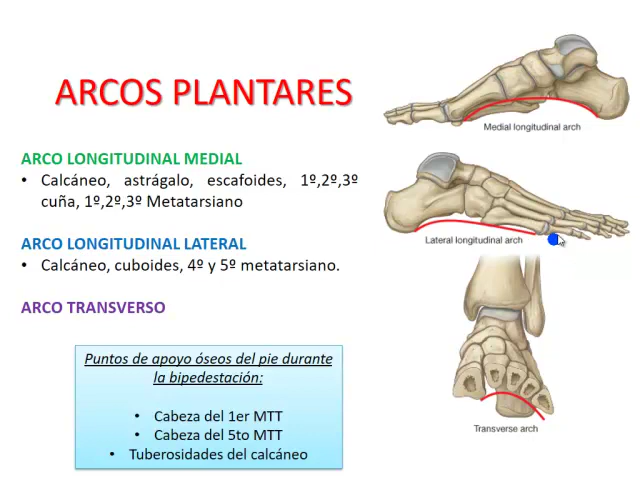 ARCOS PLANTARES
ARCO LONGITUDINAL MEDIAL
• Calcáneo, astrágalo, escafoides, 1º,2º,3º
cuña, 1º,2º,3º Metatarsiano
ARCO LONGITUDINAL LATERAL
• Calcáneo, cuboides, 4º y 5º metatarsiano.
ARCO TRANSVERSO
Puntos de apoyo óseos del pie durante
la bipedestación:
• Cabeza del 1er MTT
• Cabeza del 5to MTT
• Tuberosidades del calcáneo
Medial longitudinal arch
Lateral longitudinal arch
Transverse arch